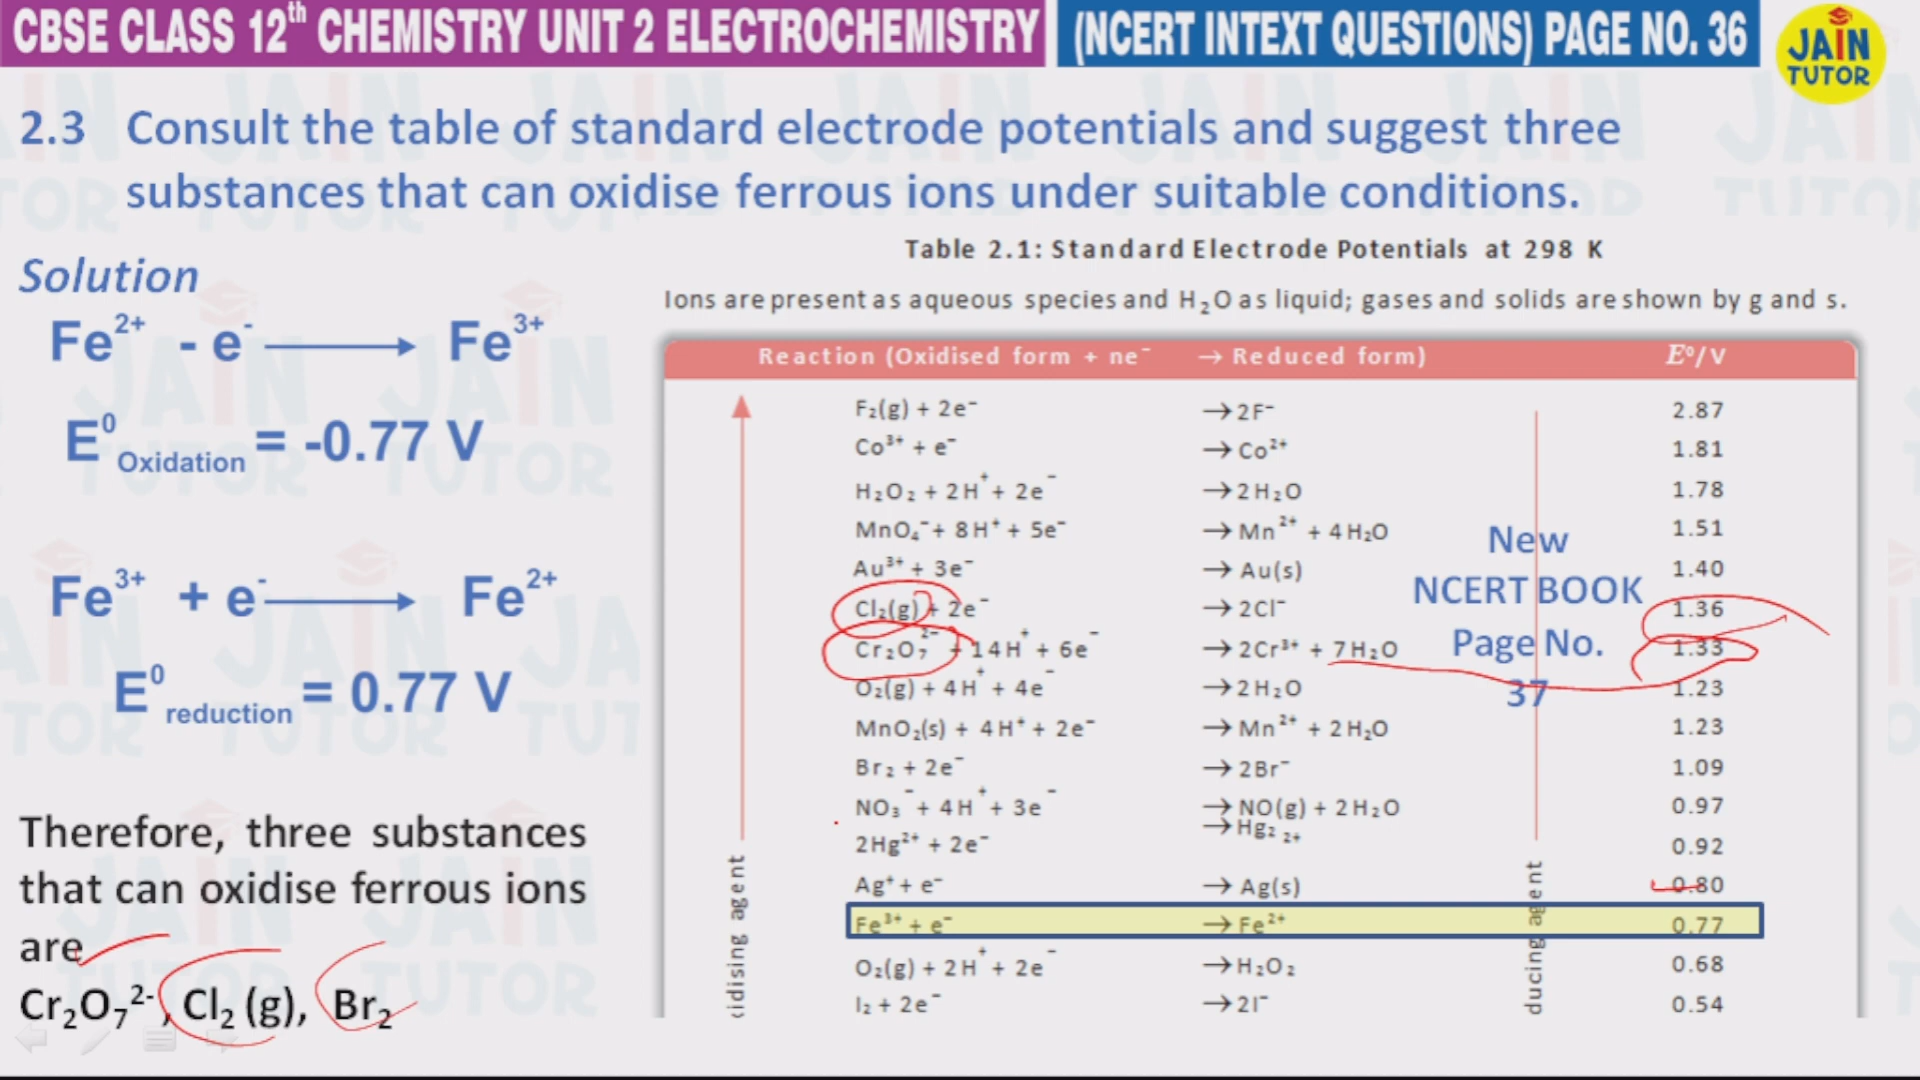 CBSE CLASS 12th CHEMISTRY UNIT 2 ELECTROCHEMISTRY (NCERT INTEXT QUESTIONS) PAGE NO. 36
JAIN
TUTOR
2.3 Consult the table of standard electrode potentials and suggest three
substances that can oxidise ferrous ions under suitable conditions.
Solution
Fe²⁺ - e⁻ ⟶ Fe³⁺
E⁰ Oxidation = -0.77 V
Fe³⁺ + e⁻ ⟶ Fe²⁺
E⁰ reduction = 0.77 V
Therefore, three substances
that can oxidise ferrous ions
are
Cr₂O₇²⁻, Cl₂ (g), Br₂
Table 2.1: Standard Electrode Potentials at 298 K
Ions are present as aqueous species and H₂O as liquid; gases and solids are shown by g and s.
Reaction (Oxidised form + ne⁻ → Reduced form) E⁰/V
F₂(g) + 2e⁻ → 2F⁻ 2.87
Co³⁺ + e⁻ → Co²⁺ 1.81
H₂O₂ + 2H⁺ + 2e⁻ → 2H₂O 1.78
MnO₄⁻ + 8H⁺ + 5e⁻ → Mn²⁺ + 4H₂O 1.51
Au³⁺ + 3e⁻ → Au(s) 1.40
Cl₂(g) + 2e⁻ → 2Cl⁻ 1.36
Cr₂O₇²⁻ + 14H⁺ + 6e⁻ → 2Cr³⁺ + 7H₂O 1.33
O₂(g) + 4H⁺ + 4e⁻ → 2H₂O 1.23
MnO₂(s) + 4H⁺ + 2e⁻ → Mn²⁺ + 2H₂O 1.23
Br₂ + 2e⁻ → 2Br⁻ 1.09
NO₃⁻ + 4H⁺ + 3e⁻ → NO(g) + 2H₂O 0.97
2Hg²⁺ + 2e⁻ → Hg₂²⁺ 0.92
Ag⁺ + e⁻ → Ag(s) 0.80
Fe³⁺ + e⁻ → Fe²⁺ 0.77
O₂(g) + 2H⁺ + 2e⁻ → H₂O₂ 0.68
I₂ + 2e⁻ → 2I⁻ 0.54
New
NCERT BOOK
Page No.
37
idising agent
ducing agent